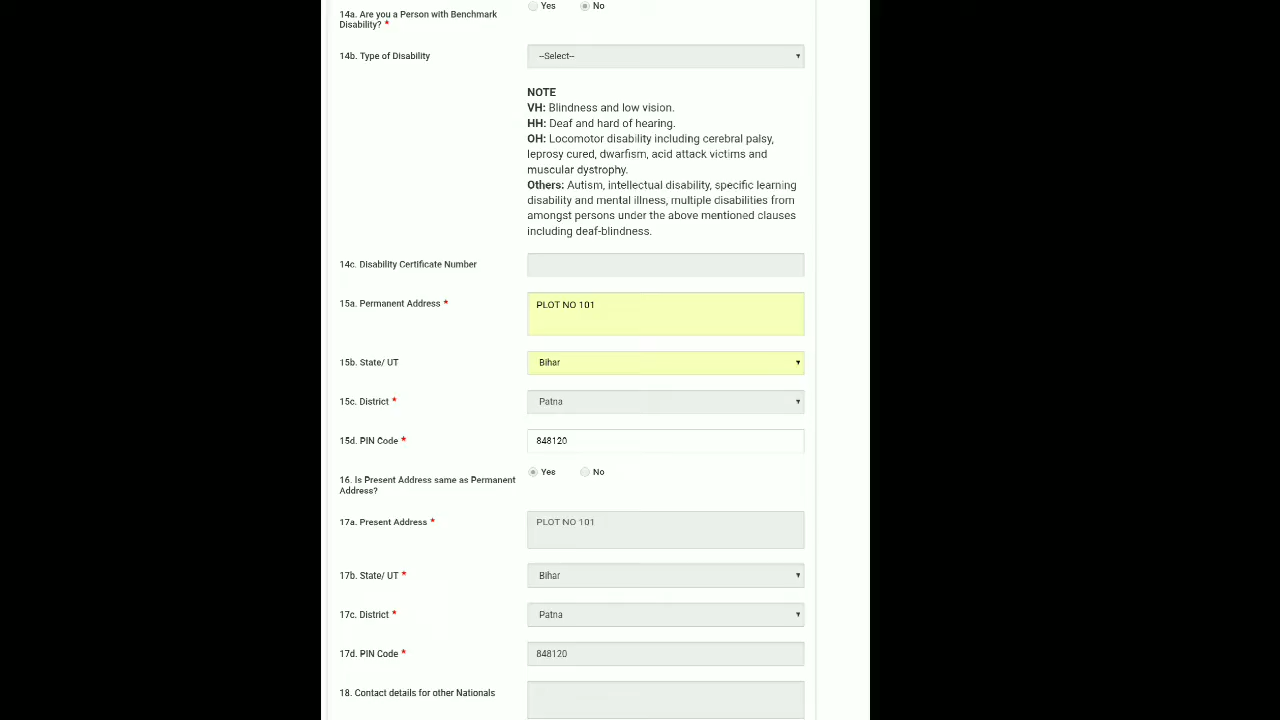 14a. Are you a Person with Benchmark
Disability? *
Yes
No
14b. Type of Disability
--Select--
NOTE
VH: Blindness and low vision.
HH: Deaf and hard of hearing.
OH: Locomotor disability including cerebral palsy,
leprosy cured, dwarfism, acid attack victims and
muscular dystrophy.
Others: Autism, intellectual disability, specific learning
disability and mental illness, multiple disabilities from
amongst persons under the above mentioned clauses
including deaf-blindness.
14c. Disability Certificate Number
15a. Permanent Address *
PLOT NO 101
15b. State/ UT
Bihar
15c. District *
Patna
15d. PIN Code *
848120
16. Is Present Address same as Permanent
Address?
Yes
No
17a. Present Address *
PLOT NO 101
17b. State/ UT *
Bihar
17c. District *
Patna
17d. PIN Code *
848120
18. Contact details for other Nationals